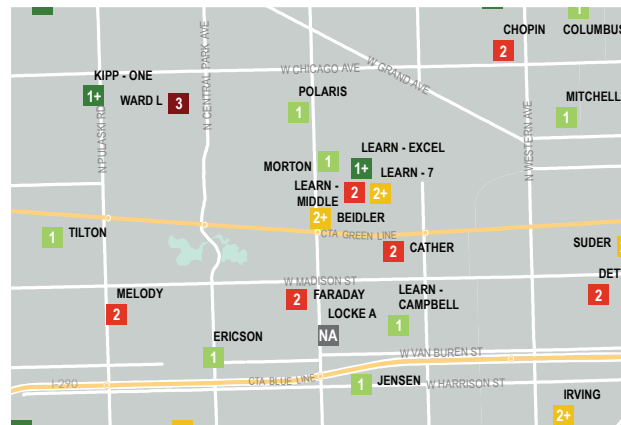 1
CHOPIN
COLUMBUS
2
W CHICAGO AVE
W GRAND AVE
KIPP - ONE
1+
WARD L
3
N PULASKI RD
N CENTRAL PARK AVE
POLARIS
1
MITCHELL
1
N WESTERN AVE
LEARN - EXCEL
MORTON
1
1+
LEARN - 7
LEARN -
MIDDLE
2
2+
2+
BEIDLER
CTA GREEN LINE
TILTON
1
CATHER
2
SUDER
W MADISON ST
MELODY
2
FARADAY
2
LEARN -
CAMPBELL
1
DET
2
LOCKE A
NA
ERICSON
1
W VAN BUREN ST
I-290
CTA BLUE LINE
JENSEN
1
W HARRISON ST
IRVING
2+